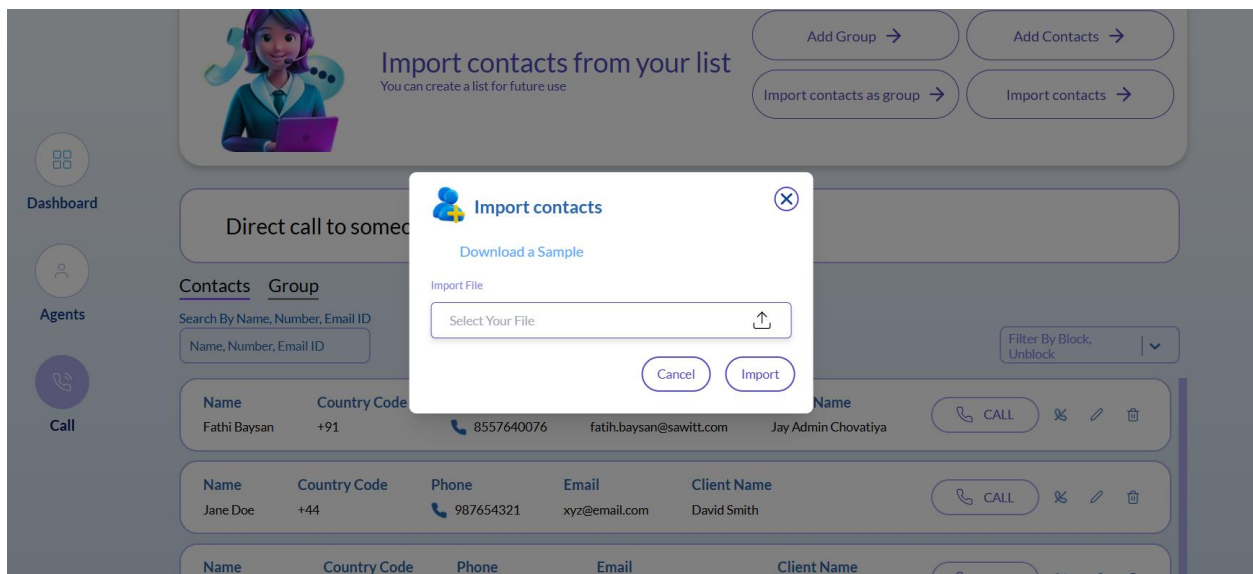 Import contacts from your list
You can create a list for future use
Add Group
Add Contacts
Import contacts as group
Import contacts
Dashboard
Agents
Call
Direct call to someo
Import contacts
Download a Sample
Import File
Select Your File
Cancel
Import
Contacts Group
Search By Name, Number, Email ID
Name, Number, Email ID
Filter By Block,
Unblock
Name Country Code Name
Fathi Baysan +91 8557640076 fatih.baysan@sawitt.com Jay Admin Chovatiya
CALL
Name Country Code Phone Email Client Name
Jane Doe +44 987654321 xyz@email.com David Smith
CALL
Name Country Code Phone Email Client Name